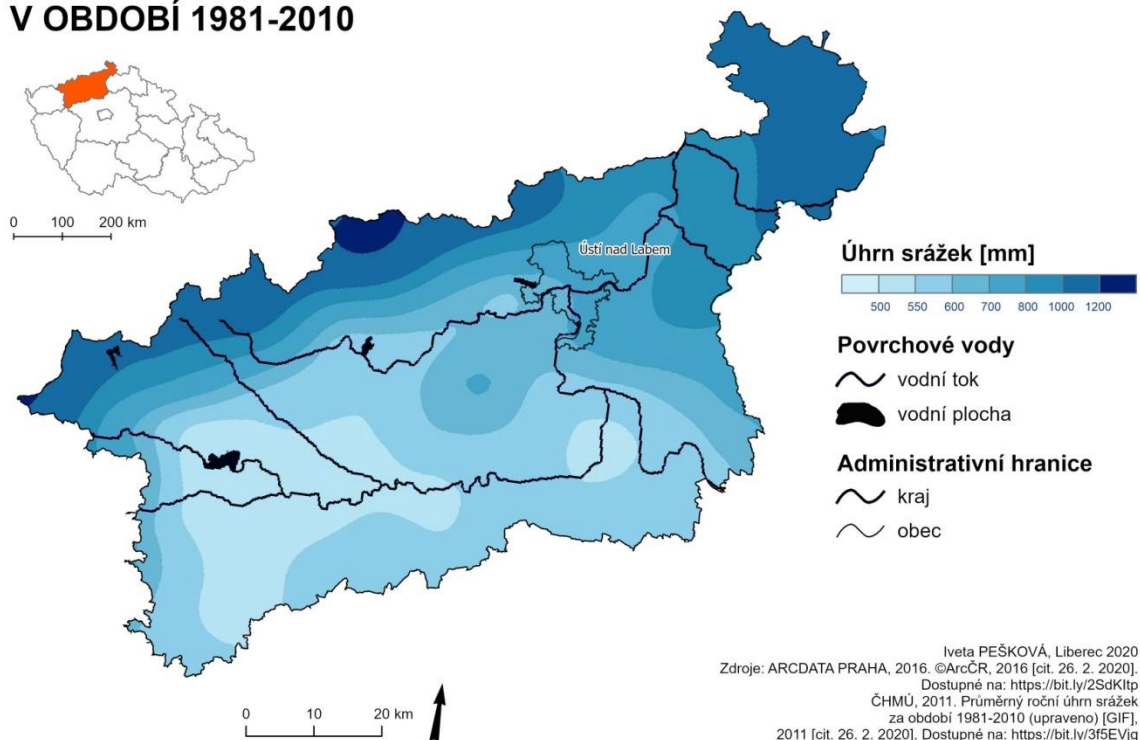 V OBDOBÍ 1981-2010
0 100 200 km
Ústí nad Labem
Úhrn srážek [mm]
500 550 600 700 800 1000 1200
Povrchové vody
vodní tok
vodní plocha
Administrativní hranice
kraj
obec
0 10 20 km
Iveta PEŠKOVÁ, Liberec 2020
Zdroje: ARCDATA PRAHA, 2016. ©ArcČR, 2016 [cit. 26. 2. 2020].
Dostupné na: https://bit.ly/2SdKItp
ČHMÚ, 2011. Průměrný roční úhrn srážek
za období 1981-2010 (upraveno) [GIF],
2011 [cit. 26. 2. 2020]. Dostupné na: https://bit.ly/3f5EVjq